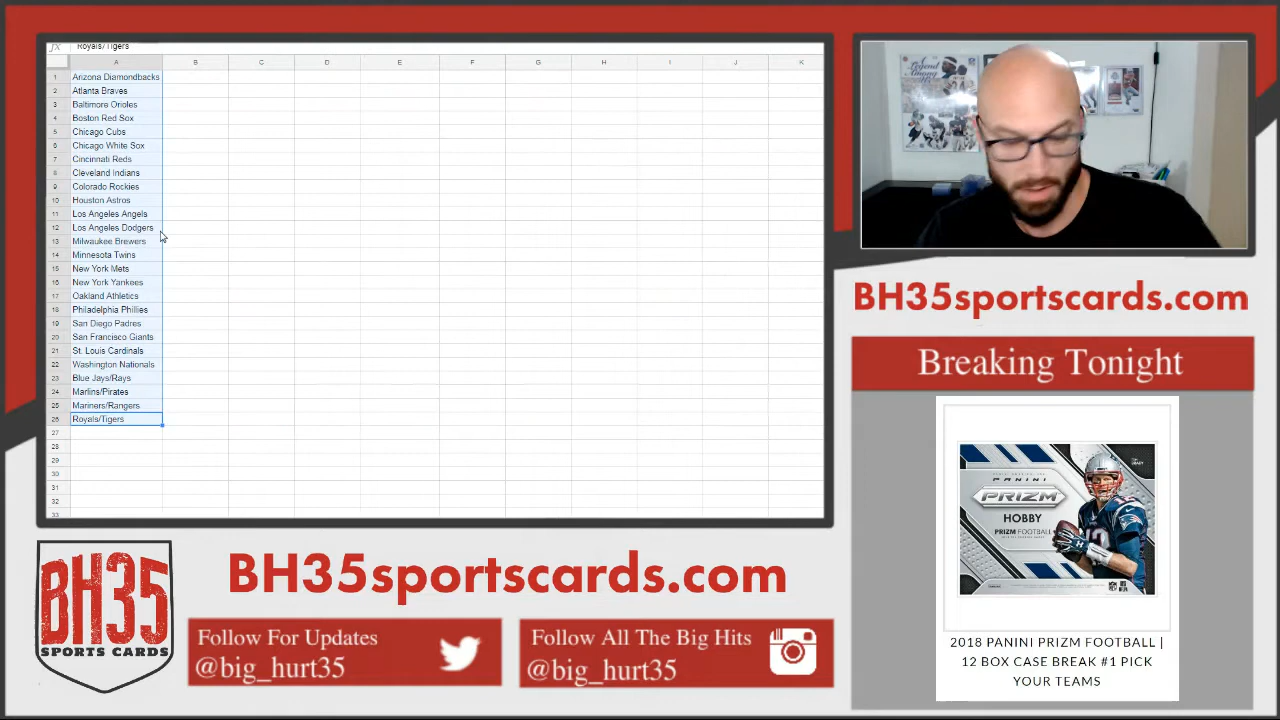 fx Royals/Tigers
A B C D E F G H I J K
1 Arizona Diamondbacks
2 Atlanta Braves
3 Baltimore Orioles
4 Boston Red Sox
5 Chicago Cubs
6 Chicago White Sox
7 Cincinnati Reds
8 Cleveland Indians
9 Colorado Rockies
10 Houston Astros
11 Los Angeles Angels
12 Los Angeles Dodgers
13 Milwaukee Brewers
14 Minnesota Twins
15 New York Mets
16 New York Yankees
17 Oakland Athletics
18 Philadelphia Phillies
19 San Diego Padres
20 San Francisco Giants
21 St. Louis Cardinals
22 Washington Nationals
23 Blue Jays/Rays
24 Marlins/Pirates
25 Mariners/Rangers
26 Royals/Tigers
27
28
29
30
31
32
33
BH35sportscards.com
Breaking Tonight
PANINI
PRIZM
HOBBY
PRIZM FOOTBALL
2018 PANINI PRIZM FOOTBALL |
12 BOX CASE BREAK #1 PICK
YOUR TEAMS
BH35
SPORTS CARDS
BH35sportscards.com
Follow For Updates
@big_hurt35
Follow All The Big Hits
@big_hurt35